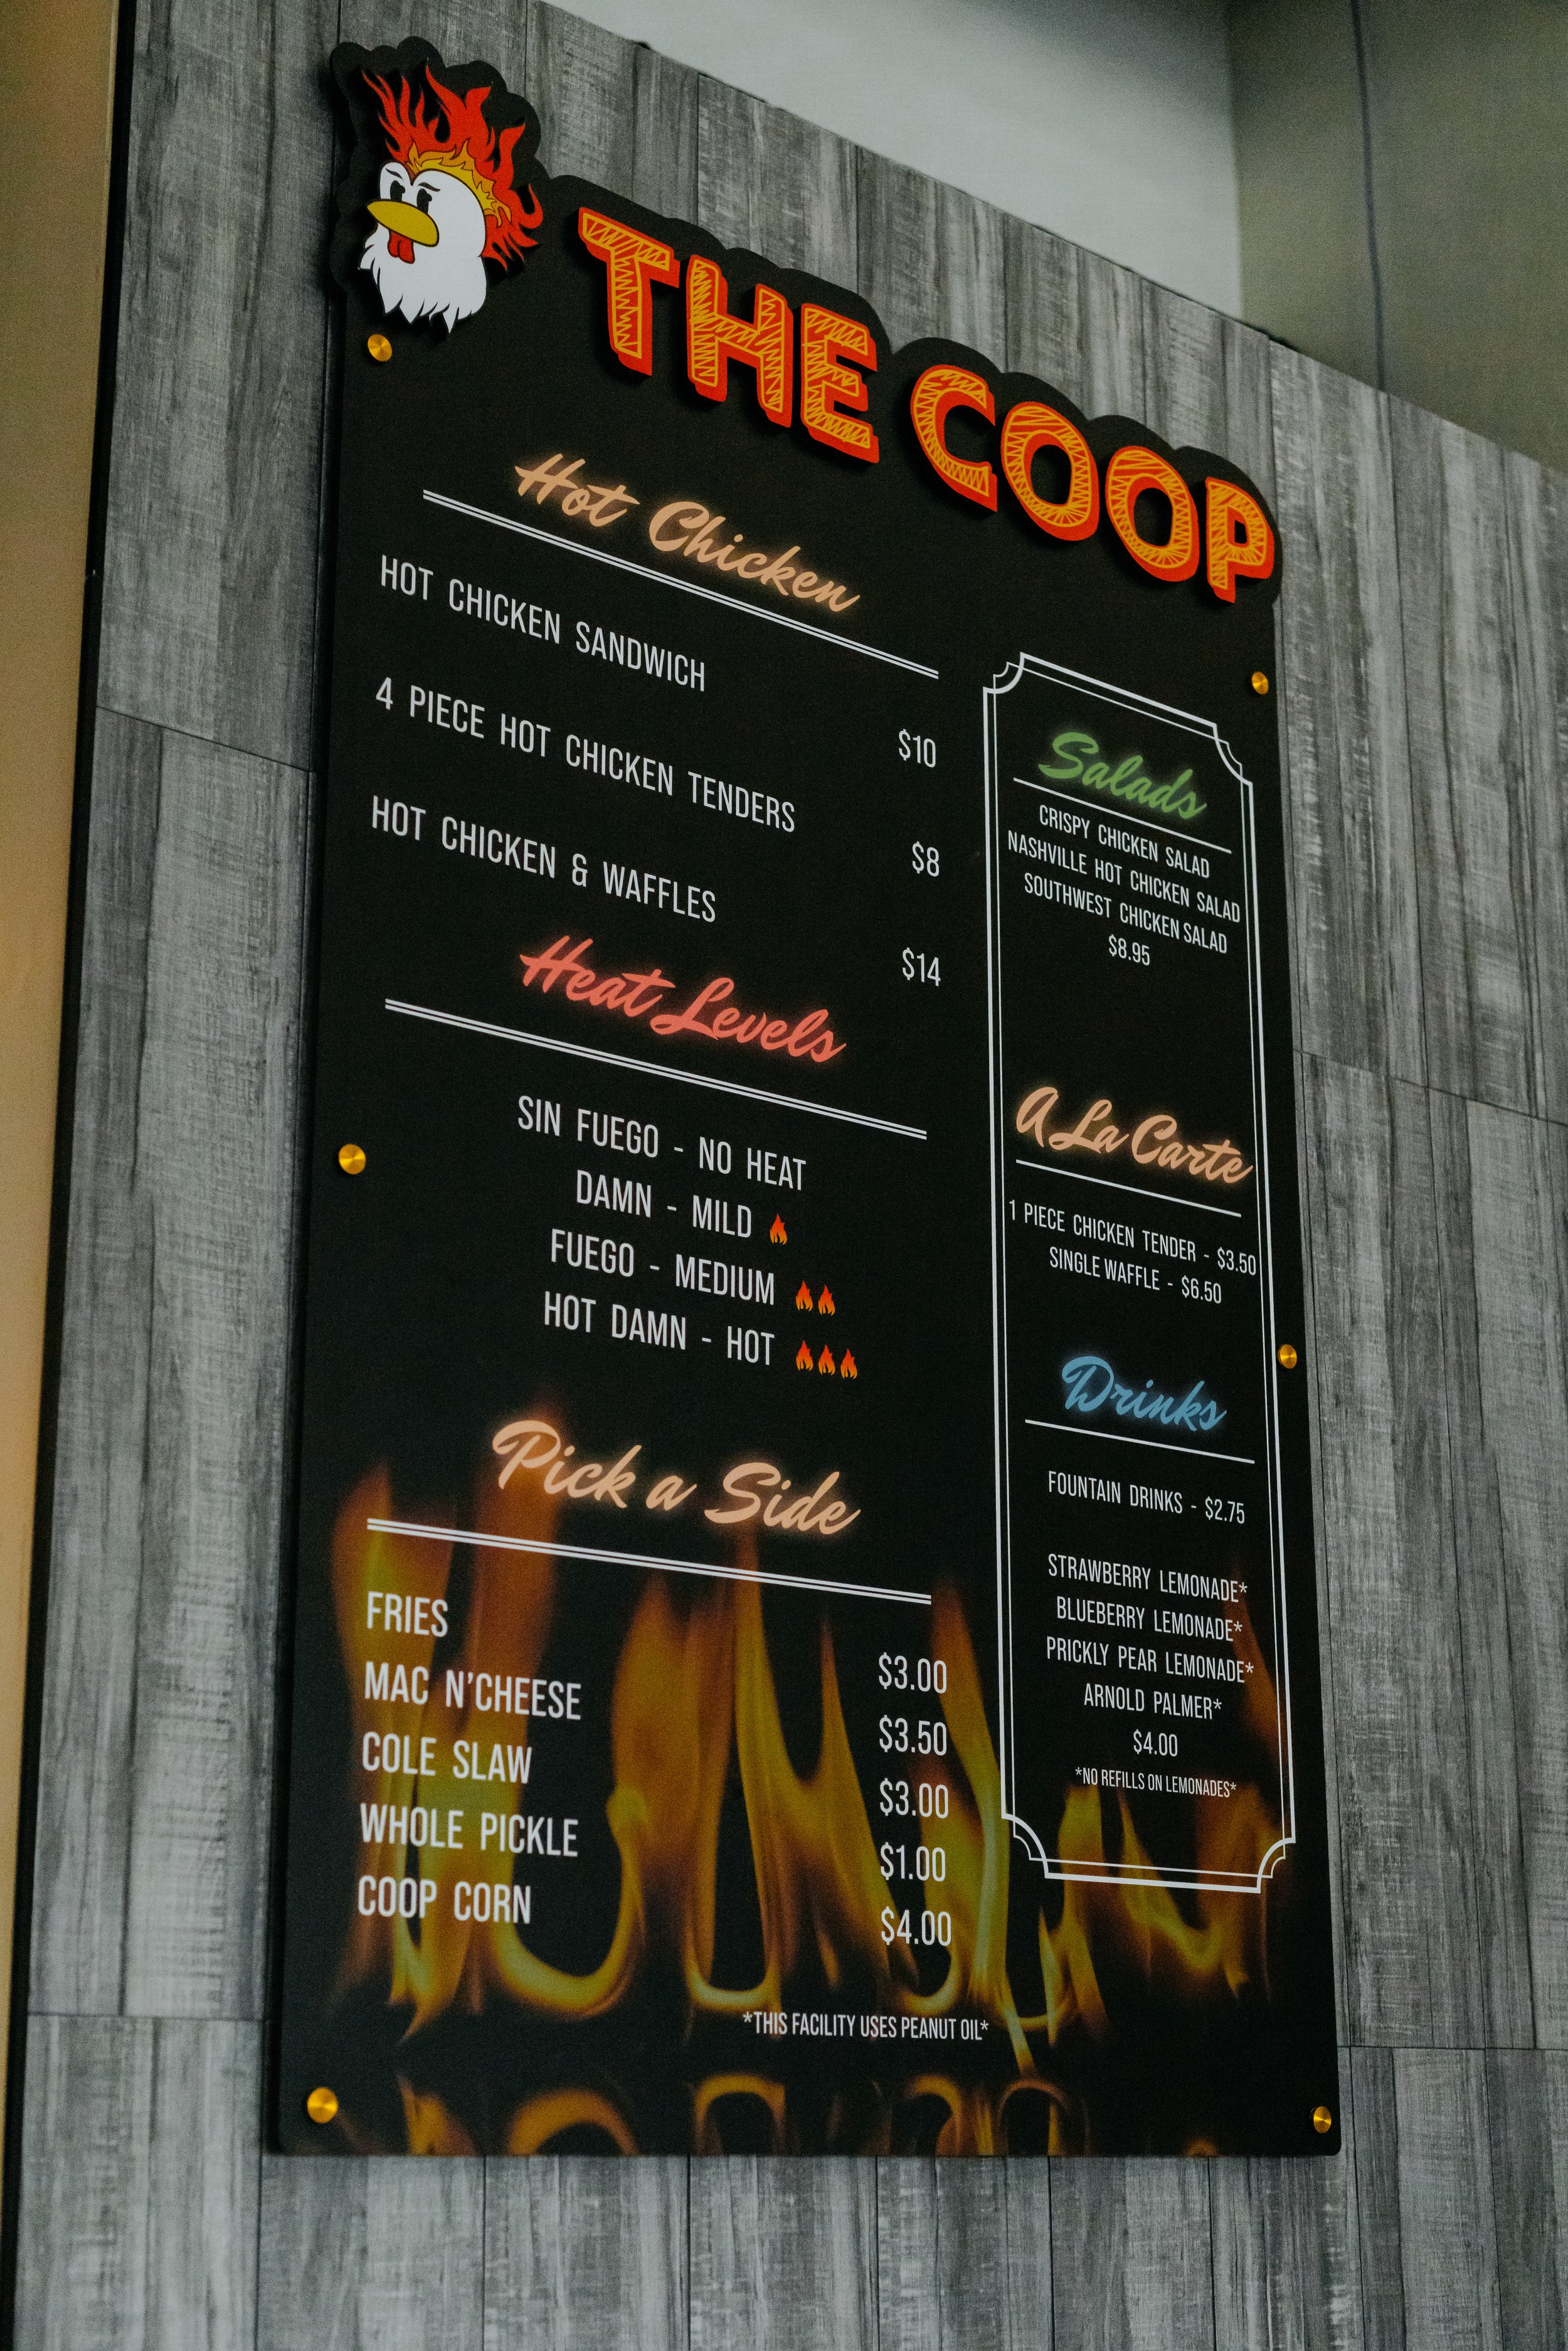 THE COOP
Hot Chicken
HOT CHICKEN SANDWICH $10
4 PIECE HOT CHICKEN TENDERS $8
HOT CHICKEN & WAFFLES $14
Heat Levels
SIN FUEGO - NO HEAT
DAMN - MILD 🔥
FUEGO - MEDIUM 🔥🔥
HOT DAMN - HOT 🔥🔥🔥
Pick a Side
FRIES $3.00
MAC N'CHEESE $3.50
COLE SLAW $3.00
WHOLE PICKLE $1.00
COOP CORN $4.00
Salads
CRISPY CHICKEN SALAD
NASHVILLE HOT CHICKEN SALAD
SOUTHWEST CHICKEN SALAD
$8.95
A La Carte
1 PIECE CHICKEN TENDER - $3.50
SINGLE WAFFLE - $6.50
Drinks
FOUNTAIN DRINKS - $2.75
STRAWBERRY LEMONADE*
BLUEBERRY LEMONADE*
PRICKLY PEAR LEMONADE*
ARNOLD PALMER*
$4.00
*NO REFILLS ON LEMONADES*
*THIS FACILITY USES PEANUT OIL*